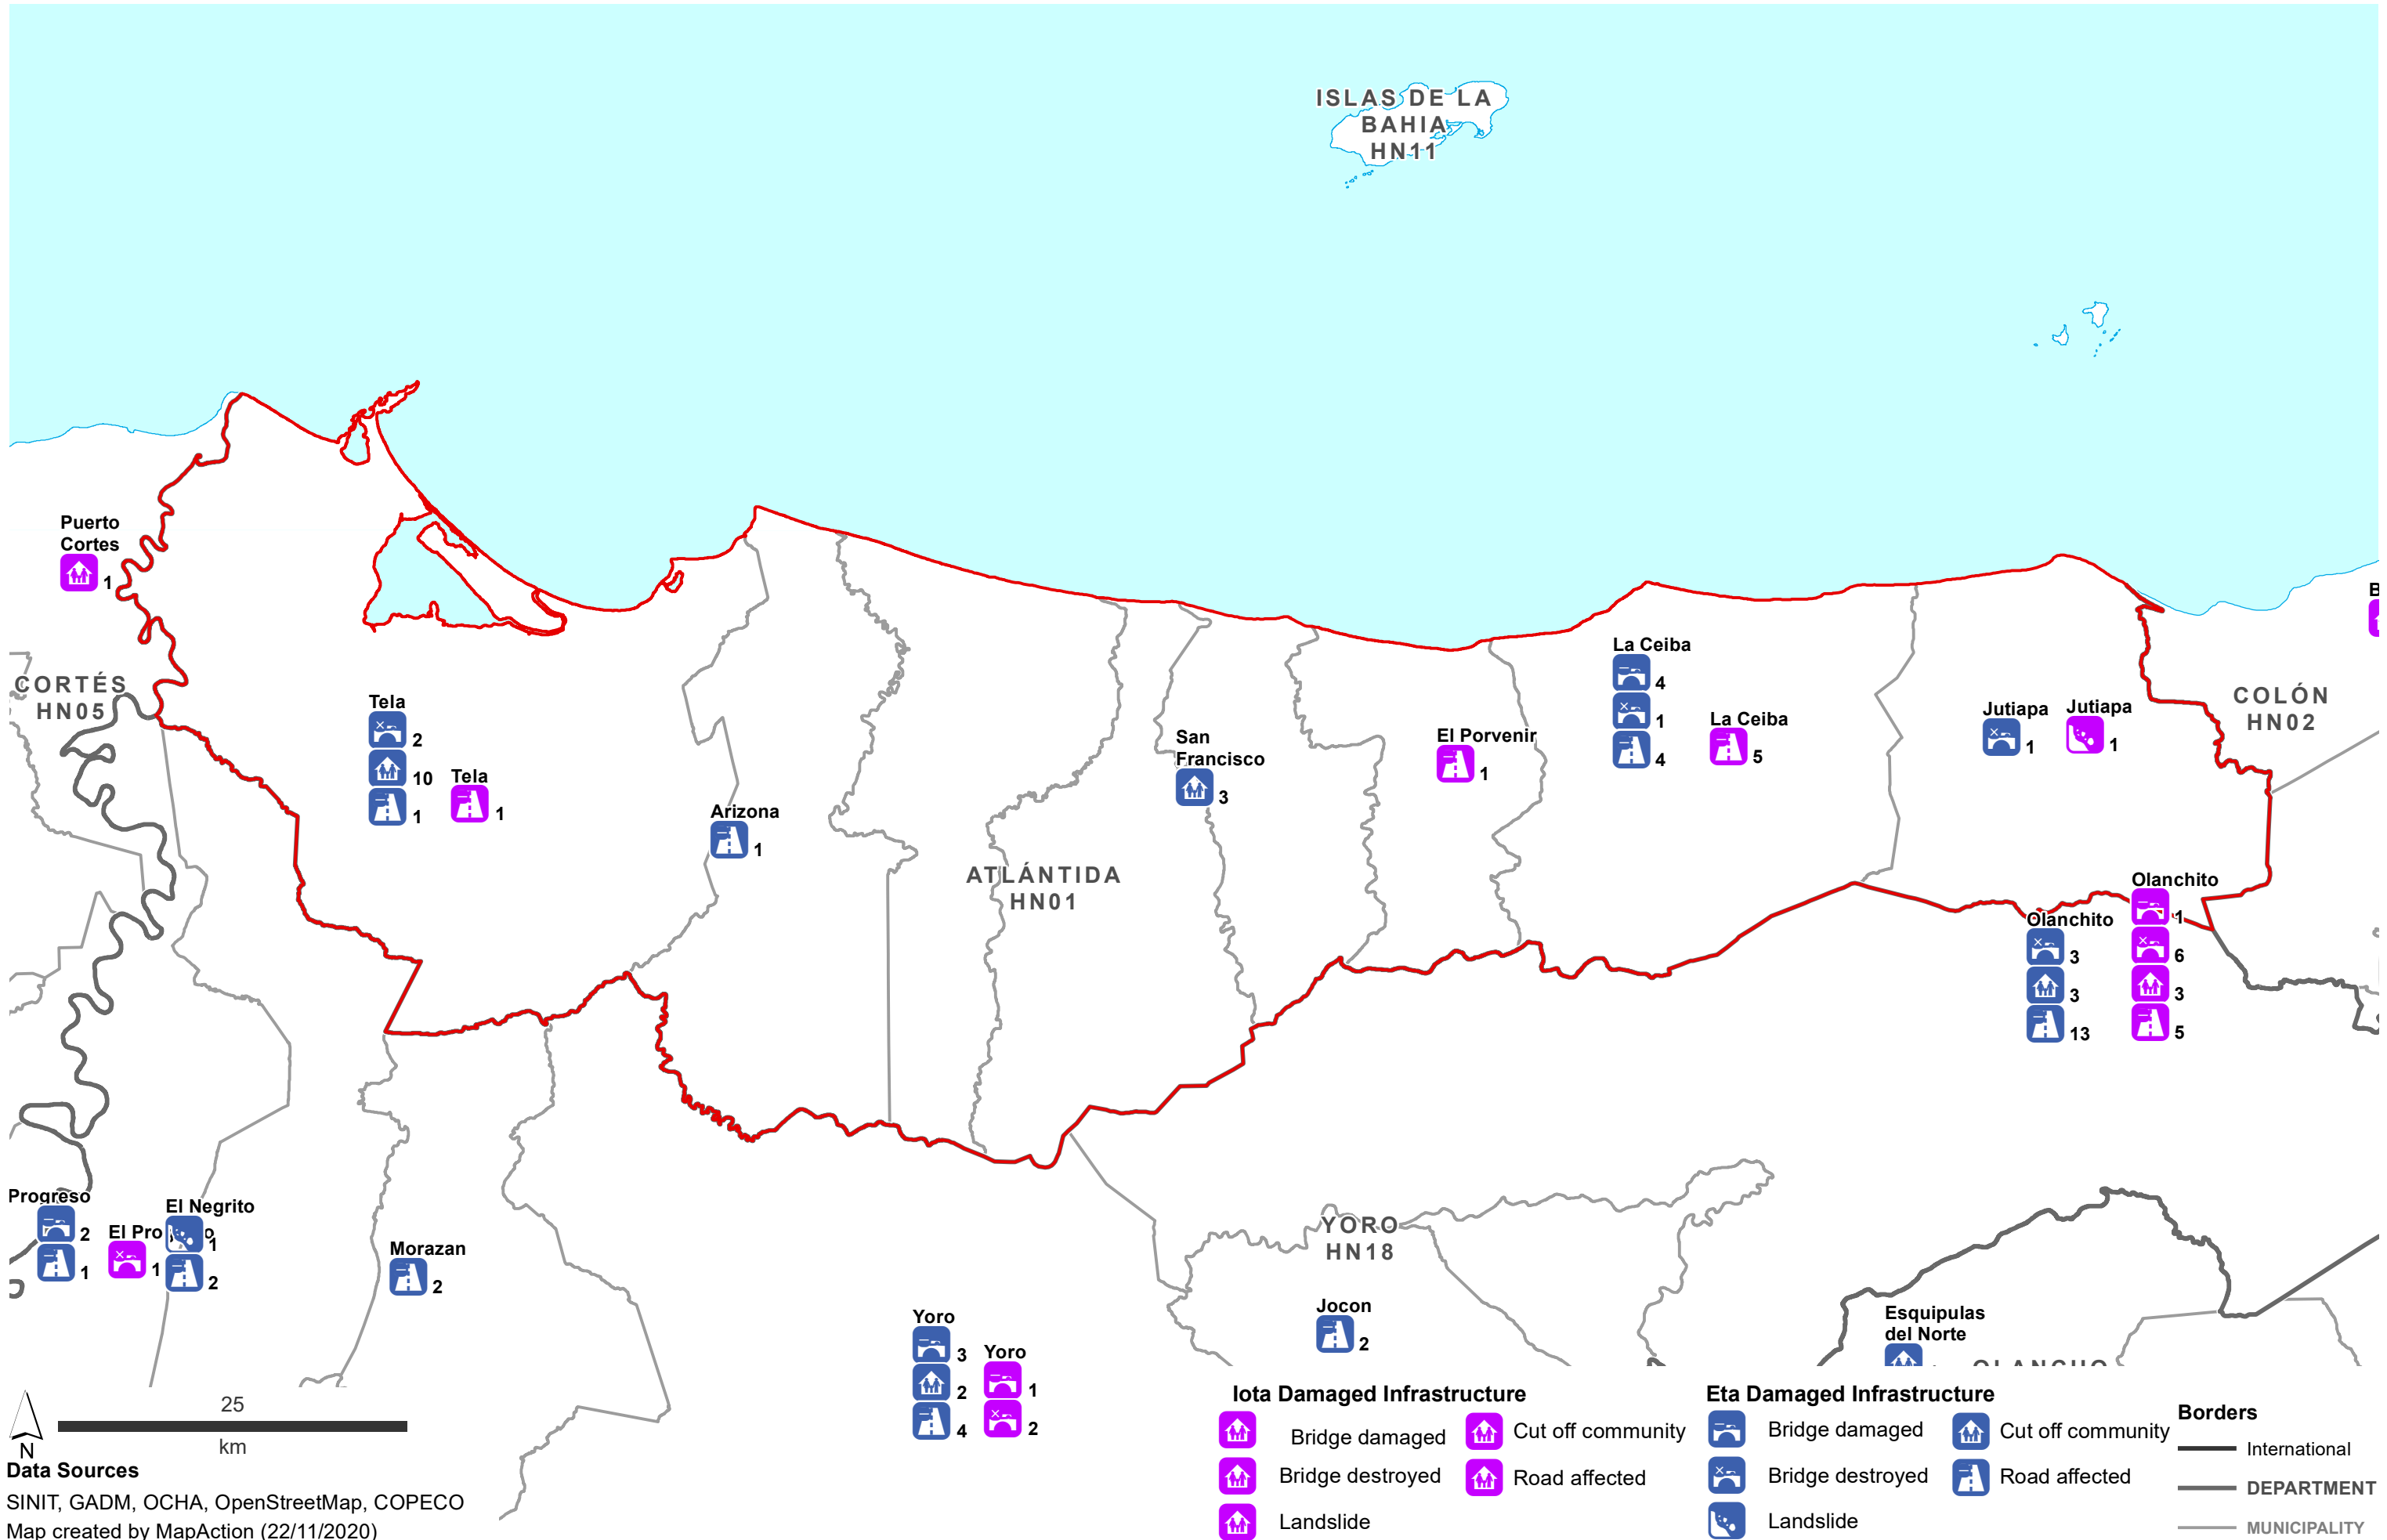 ISLAS DE LA
BAHIA
HN11
Puerto
Cortes
1
CORTÉS
HN05
Tela
2
10
1
Tela
1
Arizona
1
ATLÁNTIDA
HN01
San
Francisco
3
El Porvenir
1
La Ceiba
4
1
4
La Ceiba
5
Jutiapa
1
Jutiapa
1
COLÓN
HN02
B
Olanchito
3
3
13
Olanchito
1
6
3
5
Progreso
2
1
El Pro o
1
El Negrito
1
2
Morazan
2
Yoro
3
2
4
Yoro
1
2
YORO
HN18
Jocon
2
Esquipulas
del Norte
OLANCHO
25
km
N
Data Sources
SINIT, GADM, OCHA, OpenStreetMap, COPECO
Map created by MapAction (22/11/2020)
Iota Damaged Infrastructure
Bridge damaged
Cut off community
Bridge destroyed
Road affected
Landslide
Eta Damaged Infrastructure
Bridge damaged
Cut off community
Bridge destroyed
Road affected
Landslide
Borders
International
DEPARTMENT
MUNICIPALITY